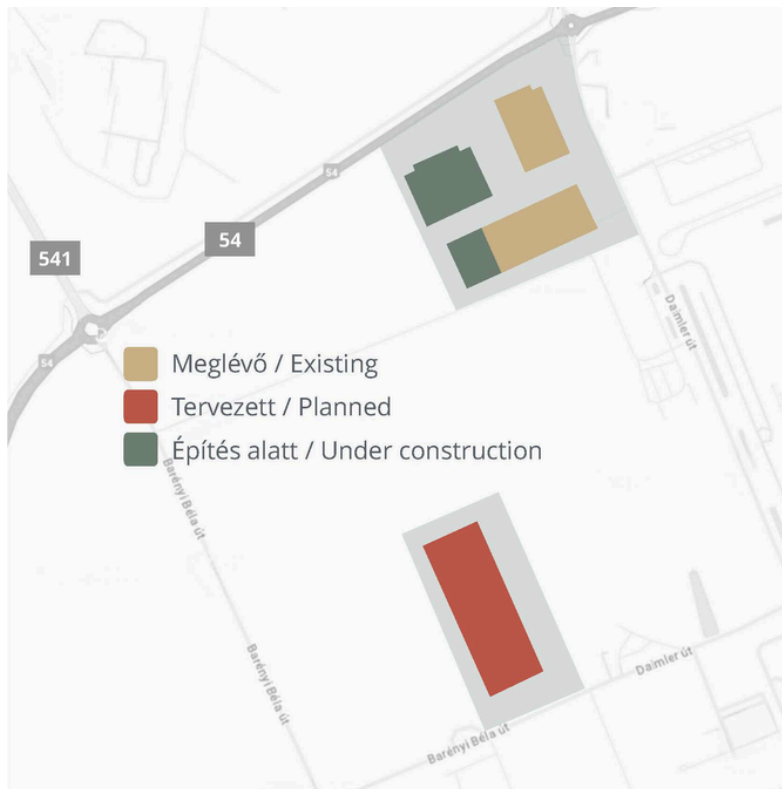 54
54
541
54
Daimler út
Meglévő / Existing
Tervezett / Planned
Építés alatt / Under construction
Barényi Béla út
Barényi Béla út
Daimler út
Barényi Béla út
54